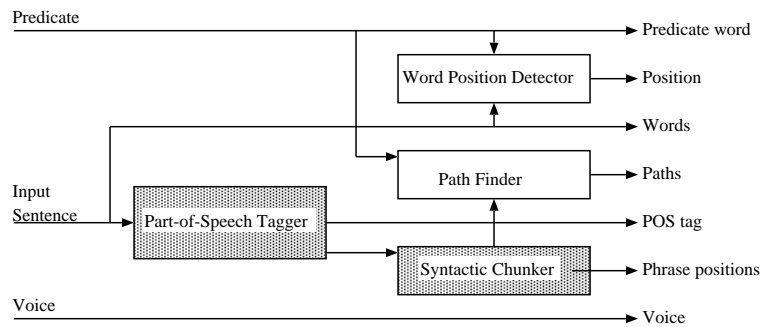 Predicate
Predicate word
Word Position Detector
Position
Words
Path Finder
Paths
Input
Sentence
Part-of-Speech Tagger
POS tag
Syntactic Chunker
Phrase positions
Voice
Voice